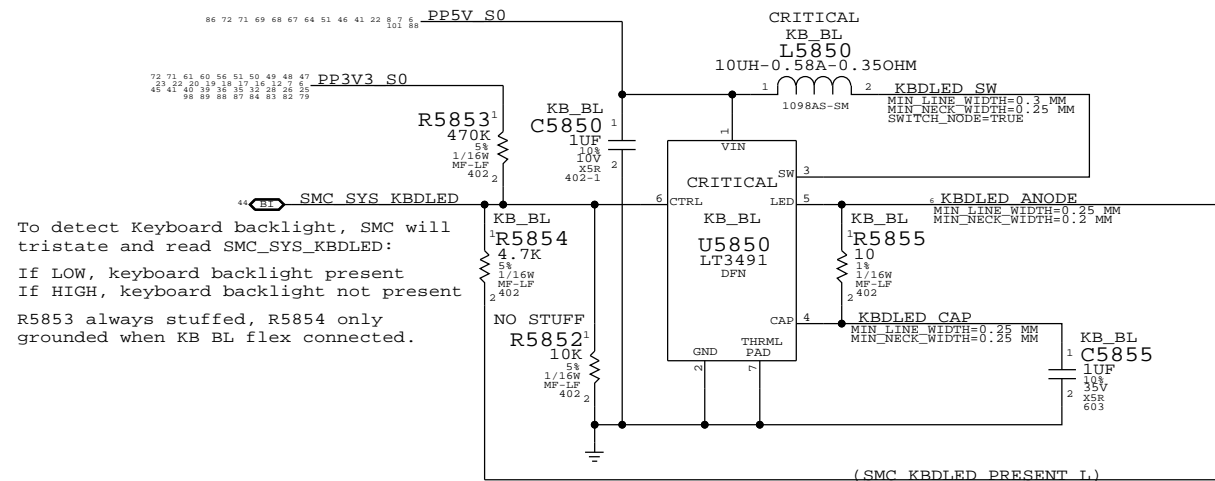 86 72 71 69 68 67 64 51 46 41 22 8 7 6
101 88
PP5V_S0
72 71 61 60 56 51 50 49 48 47
23 22 20 19 18 17 16 12 7 6
45 41 40 39 36 35 32 28 26 25
98 89 88 87 84 83 82 79
PP3V3_S0
CRITICAL
KB_BL
L5850
10UH-0.58A-0.35OHM
1 2
1098AS-SM
KBDLED_SW
MIN_LINE_WIDTH=0.3 MM
MIN_NECK_WIDTH=0.25 MM
SWITCH_NODE=TRUE
R5853 1
470K
5%
1/16W
MF-LF
402 2
KB_BL
C5850 1
1UF
10%
10V
X5R
402-1
2
1
VIN
SW 3
CRITICAL
44 BI SMC_SYS_KBDLED
6 CTRL
LED 5
6 KBDLED_ANODE
MIN_LINE_WIDTH=0.25 MM
MIN_NECK_WIDTH=0.2 MM
To detect Keyboard backlight, SMC will
tristate and read SMC_SYS_KBDLED:
If LOW, keyboard backlight present
If HIGH, keyboard backlight not present
R5853 always stuffed, R5854 only
grounded when KB BL flex connected.
KB_BL
1 R5854
4.7K
5%
1/16W
MF-LF
2 402
KB_BL
U5850
LT3491
DFN
KB_BL
1 R5855
10
1%
1/16W
MF-LF
2 402
NO STUFF
R5852 1
10K
5%
1/16W
MF-LF
402 2
CAP 4
KBDLED_CAP
MIN_LINE_WIDTH=0.25 MM
MIN_NECK_WIDTH=0.25 MM
GND
THRML
PAD
2
7
KB_BL
1 C5855
1UF
10%
35V
2 X5R
603
(SMC_KBDLED_PRESENT_L)